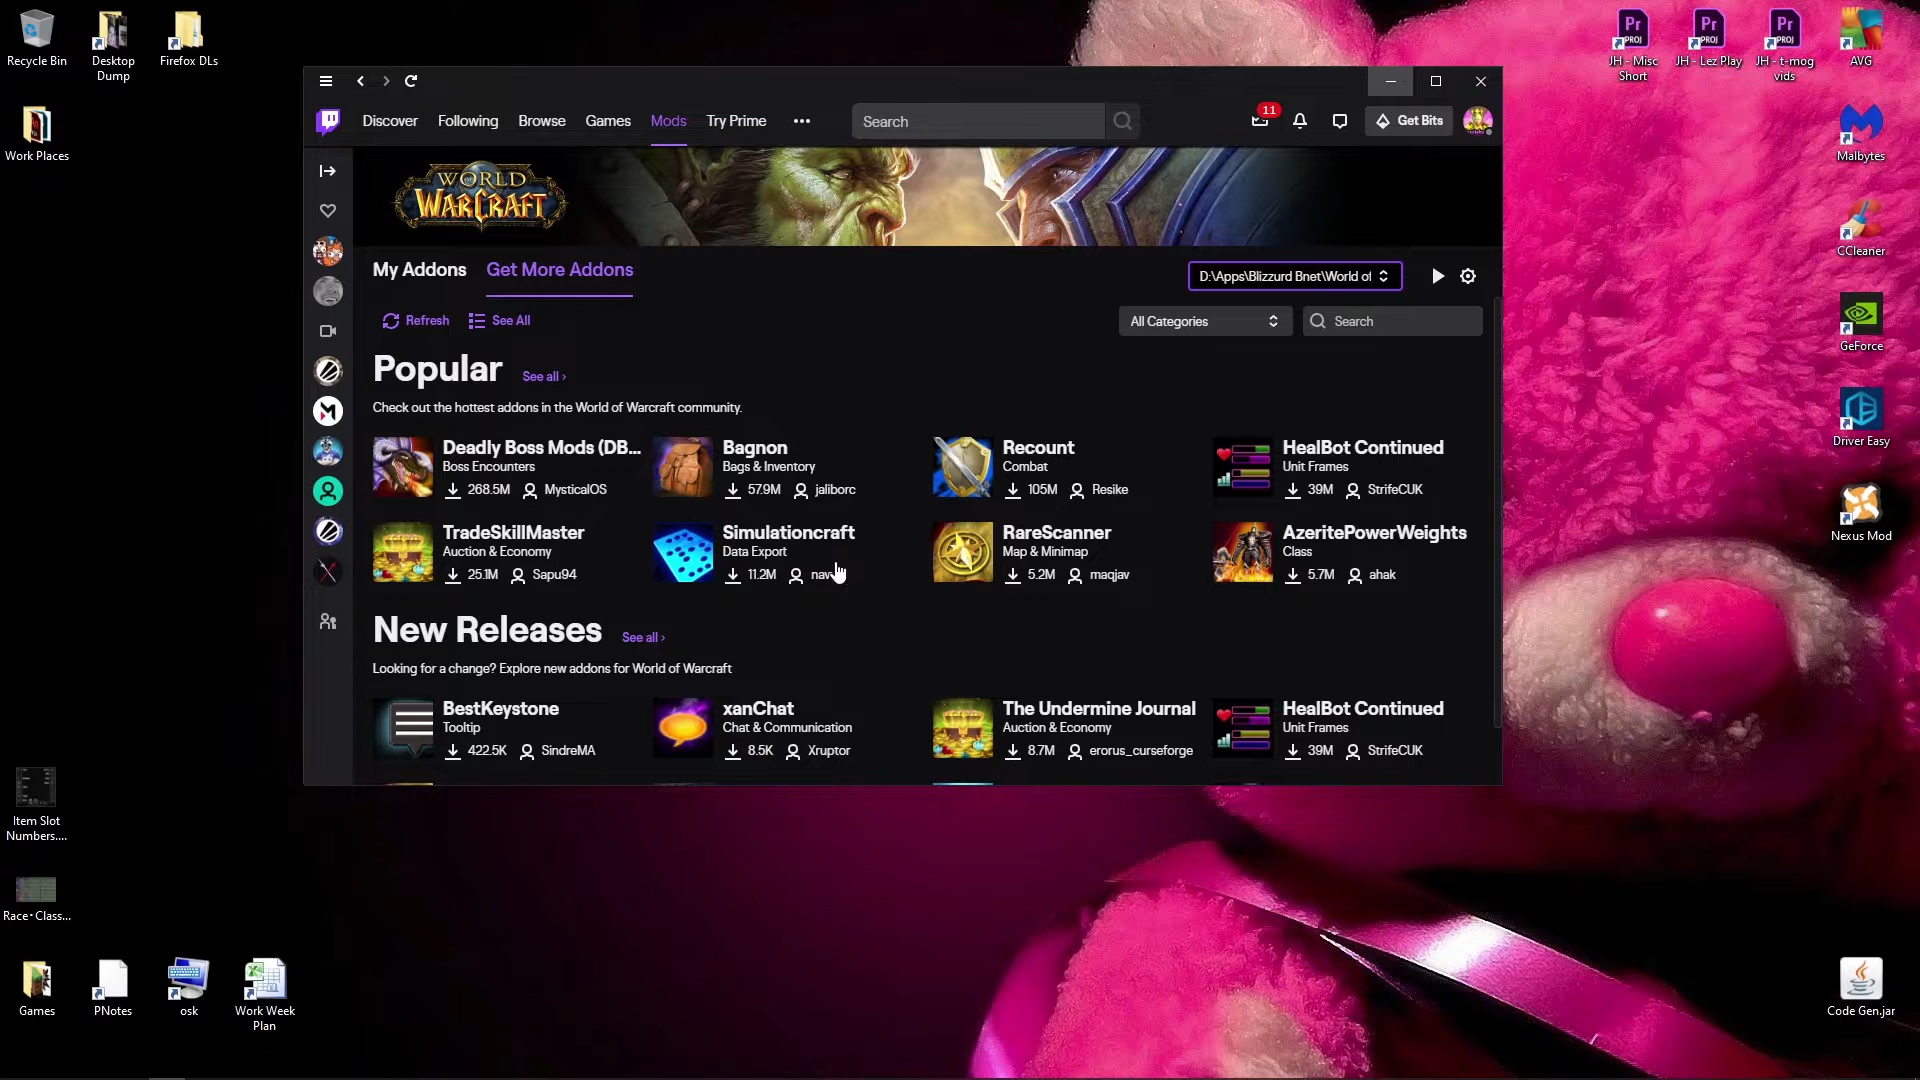 Recycle Bin
Desktop
Dump
Firefox DLs
Work Places
JH - Misc
Short
JH - Lez Play
JH - t-mog
vids
AVG
Malbytes
CCleaner
GeForce
Driver Easy
Nexus Mod
Code Gen.jar
Discover
Following
Browse
Games
Mods
Try Prime
Search
11
Get Bits
WORLD
OF
WARCRAFT
My Addons
Get More Addons
D:\Apps\Blizzurd Bnet\World of
Refresh
See All
All Categories
Search
Popular
See all ›
Check out the hottest addons in the World of Warcraft community.
Deadly Boss Mods (DB...
Boss Encounters
268.5M MysticalOS
Bagnon
Bags & Inventory
57.9M jaliborc
Recount
Combat
105M Resike
HealBot Continued
Unit Frames
39M StrifeCUK
TradeSkillMaster
Auction & Economy
25.1M Sapu94
Simulationcraft
Data Export
11.2M
RareScanner
Map & Minimap
5.2M maqjav
AzeritePowerWeights
Class
5.7M ahak
New Releases
See all ›
Looking for a change? Explore new addons for World of Warcraft
BestKeystone
Tooltip
422.5K SindreMA
xanChat
Chat & Communication
8.5K Xruptor
The Undermine Journal
Auction & Economy
8.7M erorus_curseforge
HealBot Continued
Unit Frames
39M StrifeCUK
Item Slot
Numbers....
Race•Class...
Games
PNotes
osk
Work Week
Plan